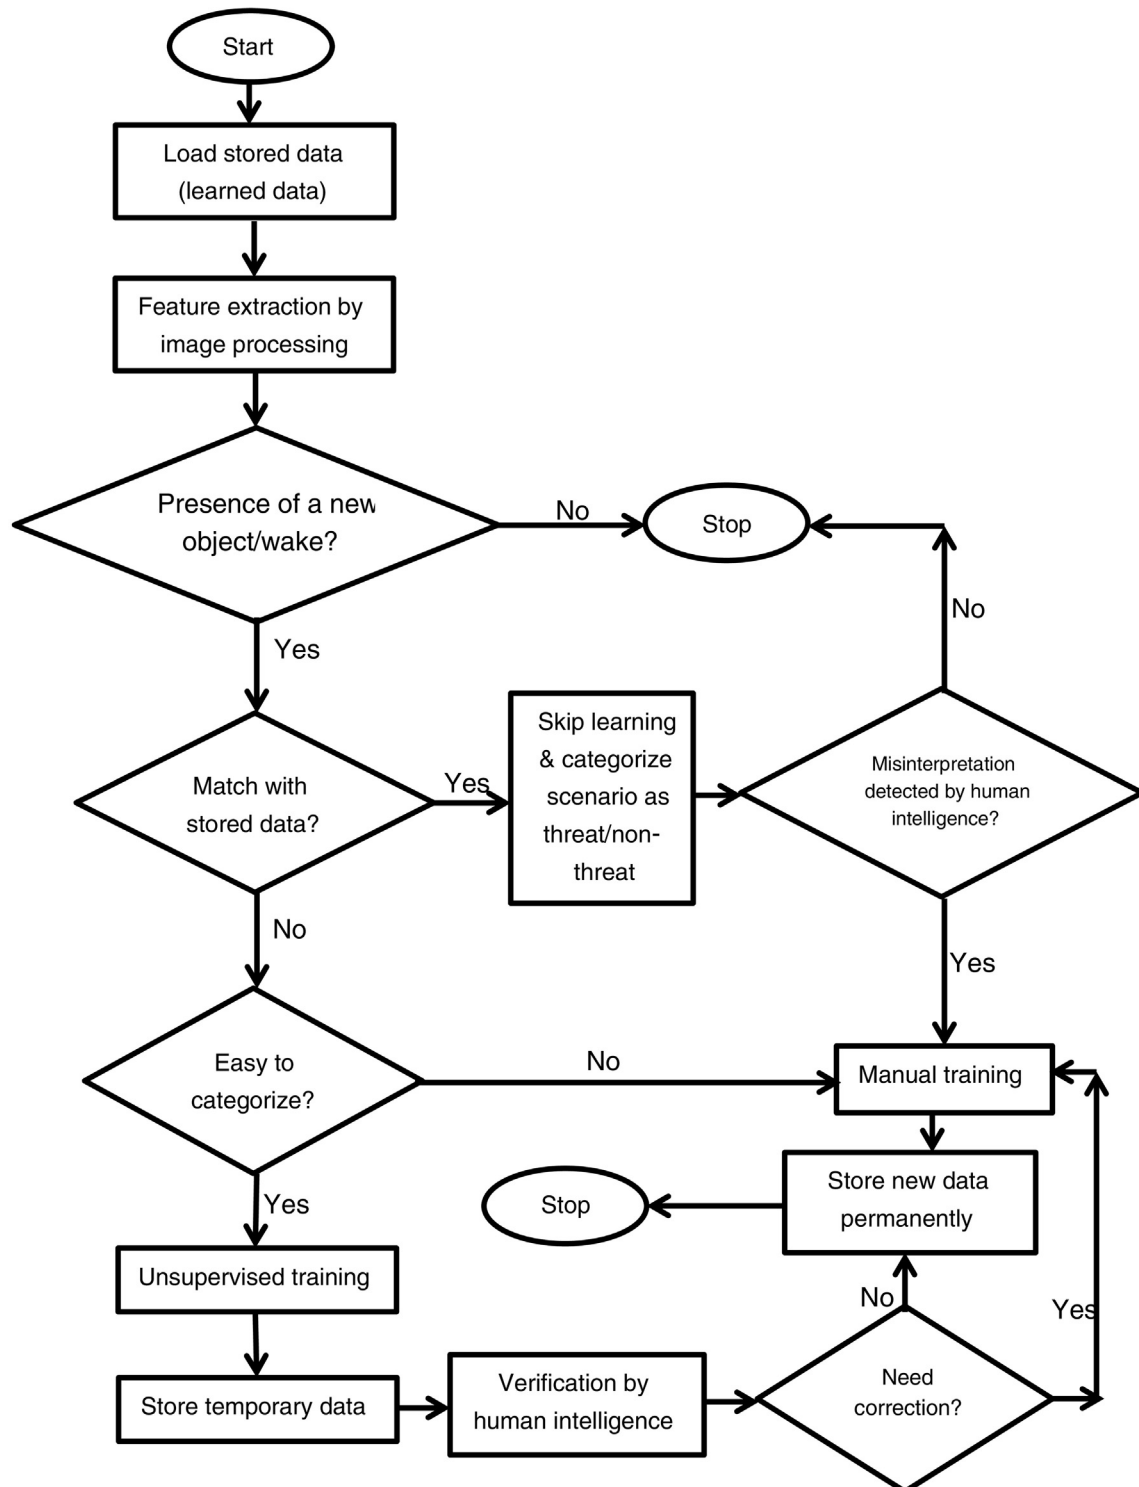 Start
Load stored data
(learned data)
Feature extraction by
image processing
Presence of a new
object/wake?
No
Stop
No
Yes
Match with
stored data?
Yes
Skip learning
& categorize
scenario as
threat/non-
threat
Misinterpretation
detected by human
intelligence?
No
Yes
Easy to
categorize?
No
Manual training
Yes
Stop
Store new data
permanently
Unsupervised training
No
Yes
Store temporary data
Verification by
human intelligence
Need
correction?